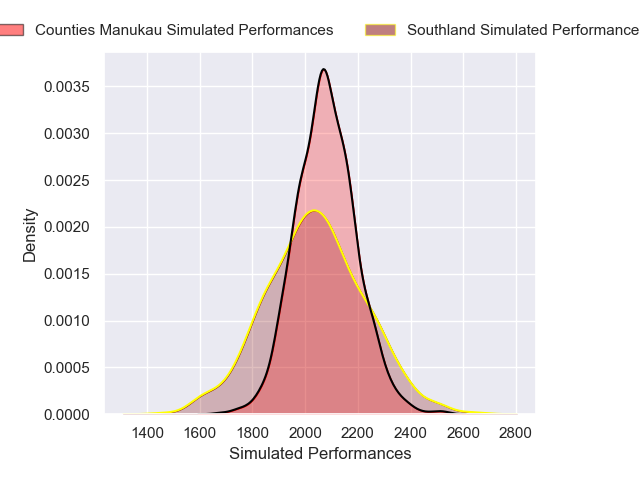 Counties Manukau Simulated Performances
Southland Simulated Performance
0.0035
0.0030
0.0025
0.0020
0.0015
0.0010
0.0005
0.0000
Density
1400 1600 1800 2000 2200 2400 2600 2800
Simulated Performances